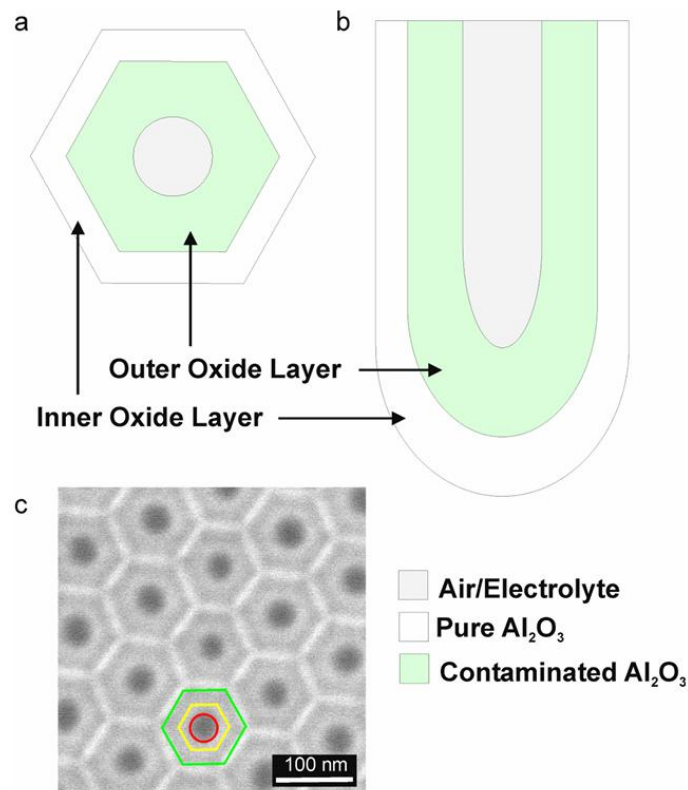 a
b
Outer Oxide Layer
Inner Oxide Layer
c
100 nm
Air/Electrolyte
Pure Al₂O₃
Contaminated Al₂O₃